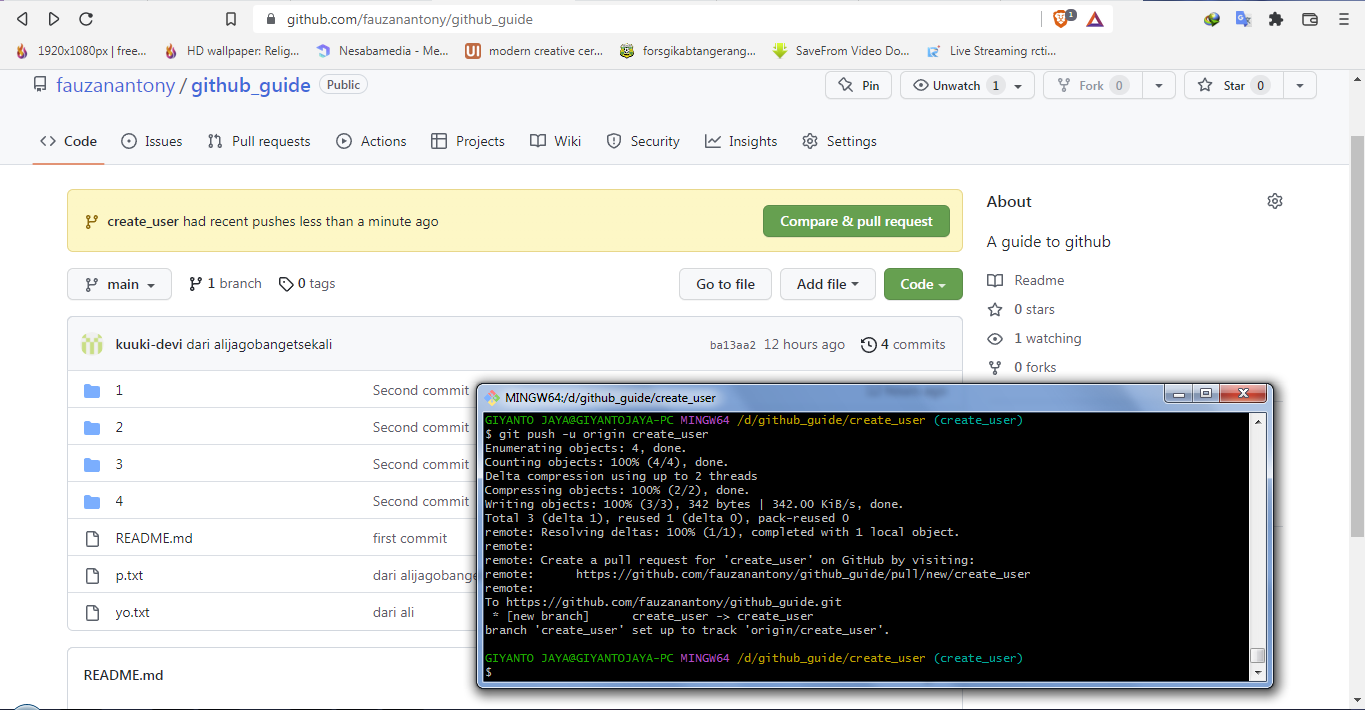 github.com/fauzanantony/github_guide
1
1920x1080px | free...
HD wallpaper: Relig...
Nesabamedia - Me...
modern creative cer...
forsgikabtangerang...
SaveFrom Video Do...
Live Streaming rcti...
fauzanantony / github_guide Public
Pin
Unwatch 1
Fork 0
Star 0
Code
Issues
Pull requests
Actions
Projects
Wiki
Security
Insights
Settings
create_user had recent pushes less than a minute ago
Compare & pull request
About
A guide to github
Readme
0 stars
1 watching
0 forks
main
1 branch
0 tags
Go to file
Add file
Code
kuuki-devi dari alijagobangetsekali
ba13aa2 12 hours ago
4 commits
1 Second commit
2 Second commit
3 Second commit
4 Second commit
README.md first commit
p.txt dari alijagobange
yo.txt dari ali
README.md
MINGW64:/d/github_guide/create_user
GIYANTO JAYA@GIYANTOJAYA-PC MINGW64 /d/github_guide/create_user (create_user)
$ git push -u origin create_user
Enumerating objects: 4, done.
Counting objects: 100% (4/4), done.
Delta compression using up to 2 threads
Compressing objects: 100% (2/2), done.
Writing objects: 100% (3/3), 342 bytes | 342.00 KiB/s, done.
Total 3 (delta 1), reused 1 (delta 0), pack-reused 0
remote: Resolving deltas: 100% (1/1), completed with 1 local object.
remote:
remote: Create a pull request for 'create_user' on GitHub by visiting:
remote:      https://github.com/fauzanantony/github_guide/pull/new/create_user
remote:
To https://github.com/fauzanantony/github_guide.git
 * [new branch]      create_user -> create_user
branch 'create_user' set up to track 'origin/create_user'.
GIYANTO JAYA@GIYANTOJAYA-PC MINGW64 /d/github_guide/create_user (create_user)
$